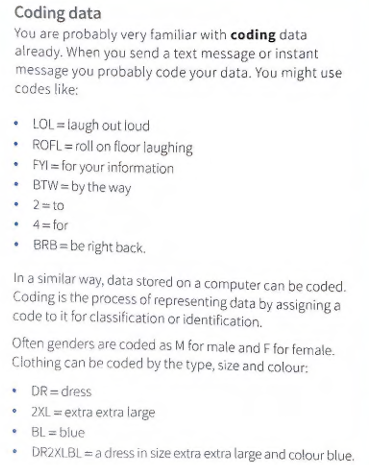 Coding data
You are probably very familiar with coding data
already. When you send a text message or instant
message you probably code your data. You might use
codes like:
• LOL = laugh out loud
• ROFL = roll on floor laughing
• FYI = for your information
• BTW = by the way
• 2 = to
• 4 = for
• BRB = be right back.
In a similar way, data stored on a computer can be coded.
Coding is the process of representing data by assigning a
code to it for classification or identification.
Often genders are coded as M for male and F for female.
Clothing can be coded by the type, size and colour:
• DR = dress
• 2XL = extra extra large
• BL = blue
• DR2XLBL = a dress in size extra extra large and colour blue.